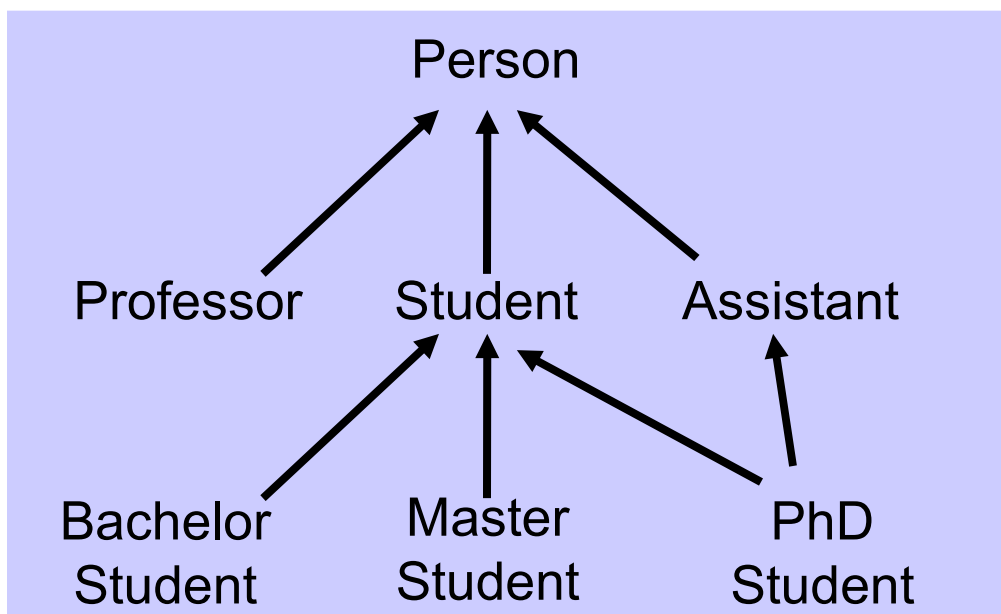 Person
Professor
Student
Assistant
Bachelor
Student
Master
Student
PhD
Student